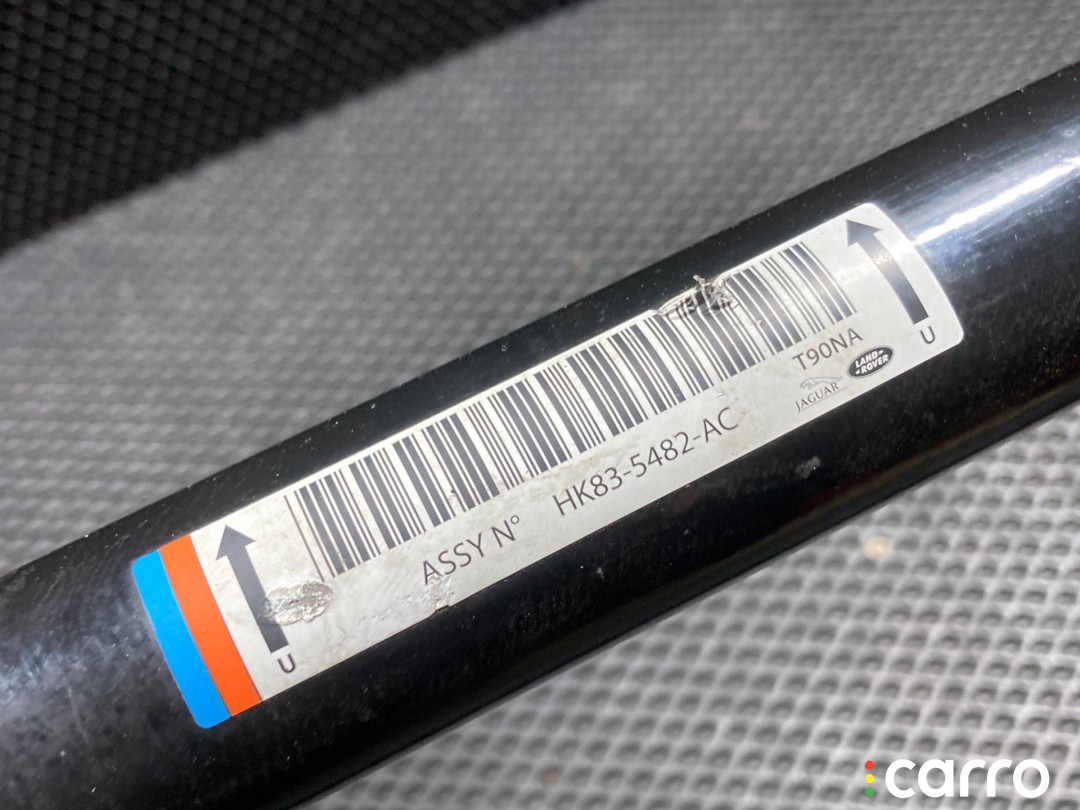 U
ASSY N° HK83-5482-AC
T90NA
JAGUAR
LAND-
-ROVER
U
carro